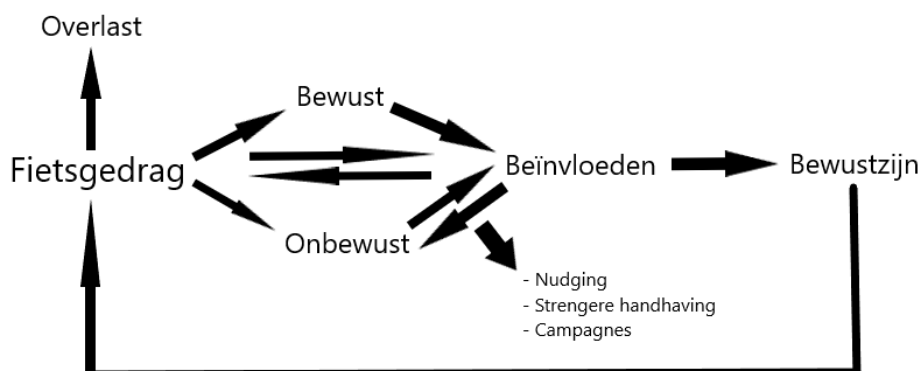 Overlast
Bewust
Fietsgedrag
Beïnvloeden
Bewustzijn
Onbewust
- Nudging
- Strengere handhaving
- Campagnes